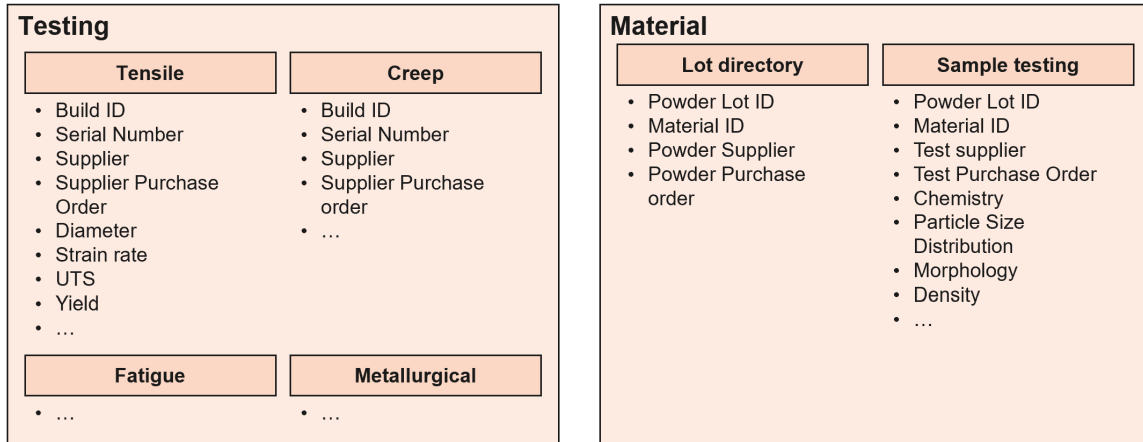 Testing
Tensile
• Build ID
• Serial Number
• Supplier
• Supplier Purchase
Order
• Diameter
• Strain rate
• UTS
• Yield
• …
Creep
• Build ID
• Serial Number
• Supplier
• Supplier Purchase
order
• …
Fatigue
• …
Metallurgical
• …
Material
Lot directory
• Powder Lot ID
• Material ID
• Powder Supplier
• Powder Purchase
order
Sample testing
• Powder Lot ID
• Material ID
• Test supplier
• Test Purchase Order
• Chemistry
• Particle Size
Distribution
• Morphology
• Density
• …